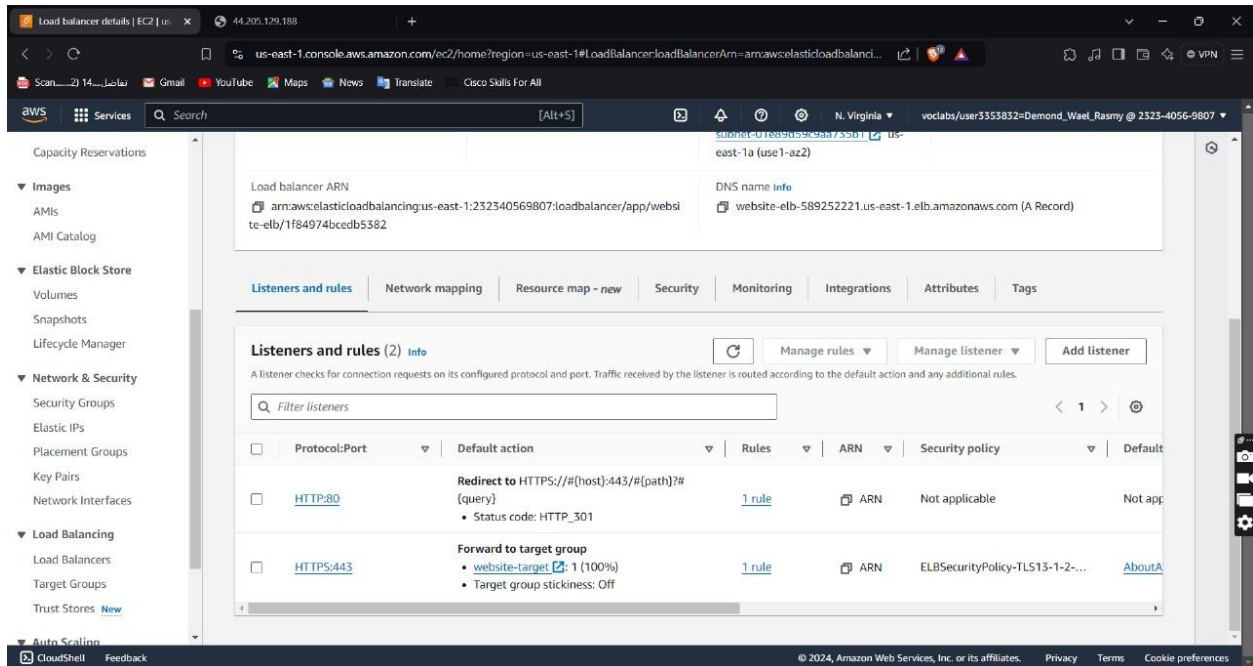 Load balancer details | EC2 | us
44.205.129.188
us-east-1.console.aws.amazon.com/ec2/home?region=us-east-1#LoadBalancer:loadBalancerArn=arn:aws:elasticloadbalanci...
VPN
Scan......2) 14.....تفاضل
Gmail
YouTube
Maps
News
Translate
Cisco Skills For All
aws
Services
Search
[Alt+S]
N. Virginia
voclabs/user3353832=Demond_Wael_Rasmy @ 2323-4056-9807
Capacity Reservations
Images
AMIs
AMI Catalog
Elastic Block Store
Volumes
Snapshots
Lifecycle Manager
Network & Security
Security Groups
Elastic IPs
Placement Groups
Key Pairs
Network Interfaces
Load Balancing
Load Balancers
Target Groups
Trust Stores New
Auto Scaling
subnet-01e89d59c9aa735b1 us-
east-1a (use1-az2)
Load balancer ARN
arn:aws:elasticloadbalancing:us-east-1:232340569807:loadbalancer/app/websi
te-elb/1f84974bcedb5382
DNS name Info
website-elb-589252221.us-east-1.elb.amazonaws.com (A Record)
Listeners and rules
Network mapping
Resource map - new
Security
Monitoring
Integrations
Attributes
Tags
Listeners and rules (2) Info
Manage rules
Manage listener
Add listener
A listener checks for connection requests on its configured protocol and port. Traffic received by the listener is routed according to the default action and any additional rules.
Filter listeners
1
Protocol:Port
Default action
Rules
ARN
Security policy
Default
HTTP:80
Redirect to HTTPS://#{host}:443/#{path}?#
{query}
• Status code: HTTP_301
1 rule
ARN
Not applicable
Not app
HTTPS:443
Forward to target group
• website-target : 1 (100%)
• Target group stickiness: Off
1 rule
ARN
ELBSecurityPolicy-TLS13-1-2-...
AboutA
CloudShell
Feedback
© 2024, Amazon Web Services, Inc. or its affiliates.
Privacy
Terms
Cookie preferences